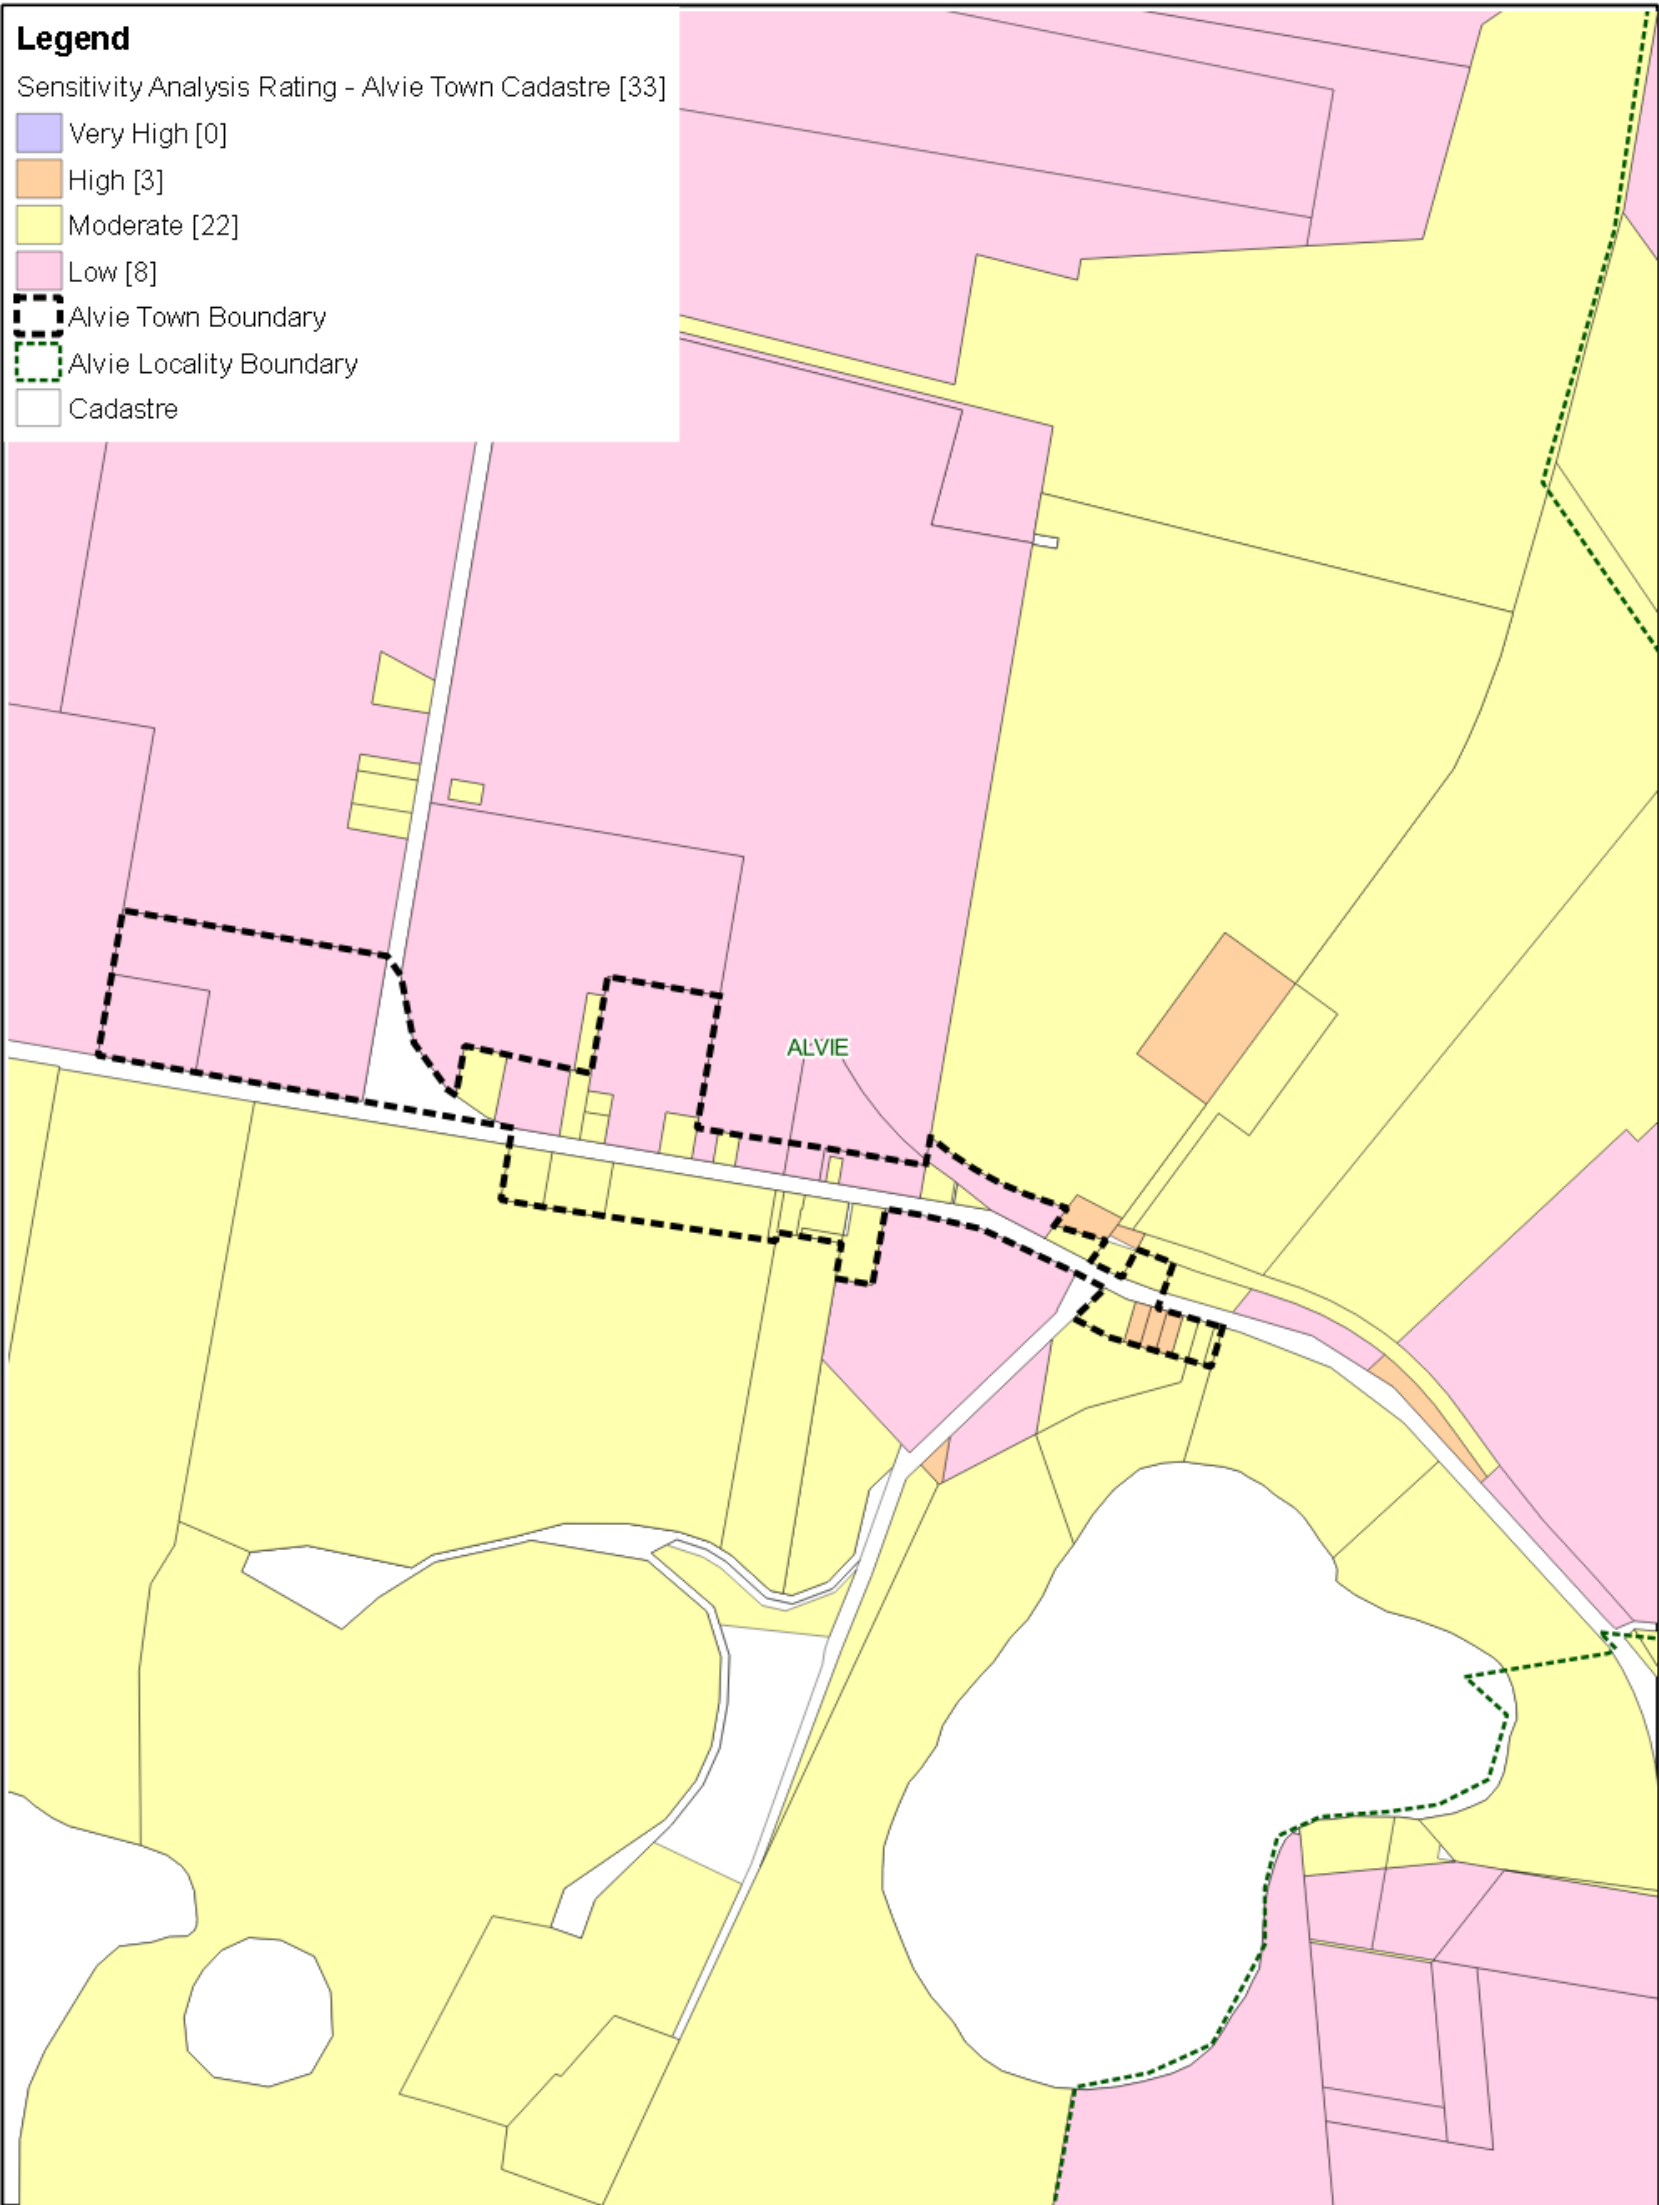 Legend
Sensitivity Analysis Rating - Alvie Town Cadastre [33]
Very High [0]
High [3]
Moderate [22]
Low [8]
Alvie Town Boundary
Alvie Locality Boundary
Cadastre
ALVIE